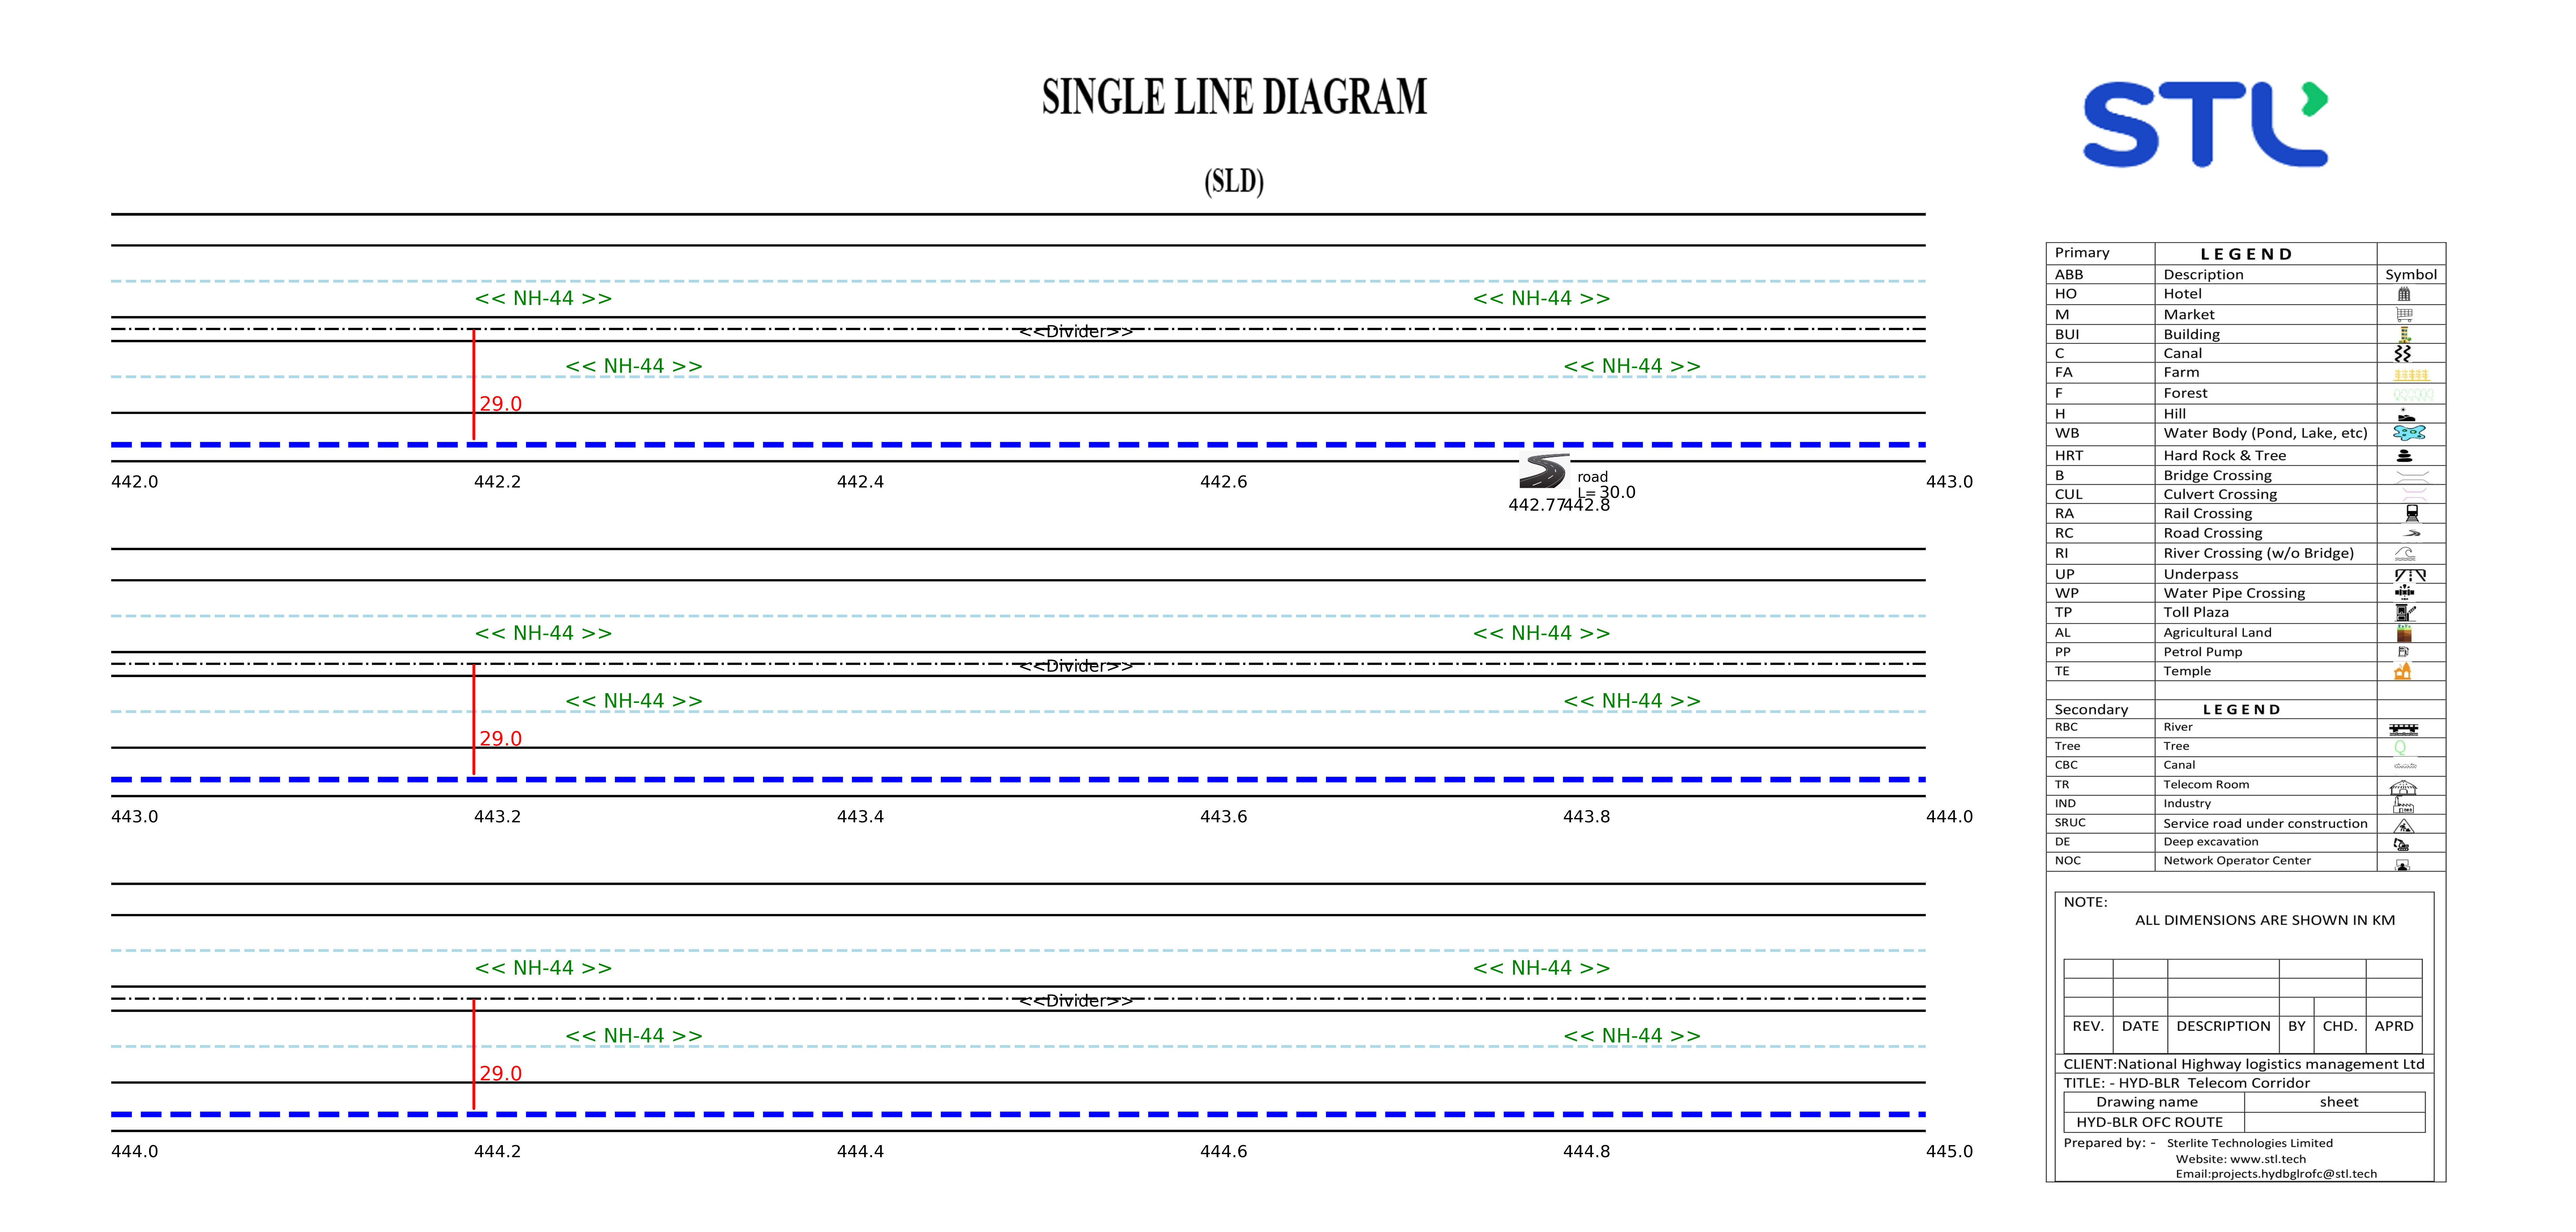 SINGLE LINE DIAGRAM
(SLD)
STL
<< NH-44 >> << NH-44 >>
<<Divider>>
<< NH-44 >> << NH-44 >>
29.0
442.0 442.2 442.4 442.6 443.0
road
L= 30.0
442.77 442.8
<< NH-44 >> << NH-44 >>
<<Divider>>
<< NH-44 >> << NH-44 >>
29.0
443.0 443.2 443.4 443.6 443.8 444.0
<< NH-44 >> << NH-44 >>
<<Divider>>
<< NH-44 >> << NH-44 >>
29.0
444.0 444.2 444.4 444.6 444.8 445.0
Primary LEGEND
ABB Description Symbol
HO Hotel
M Market
BUI Building
C Canal
FA Farm
F Forest
H Hill
WB Water Body (Pond, Lake, etc)
HRT Hard Rock & Tree
B Bridge Crossing
CUL Culvert Crossing
RA Rail Crossing
RC Road Crossing
RI River Crossing (w/o Bridge)
UP Underpass
WP Water Pipe Crossing
TP Toll Plaza
AL Agricultural Land
PP Petrol Pump
TE Temple
Secondary LEGEND
RBC River
Tree Tree
CBC Canal
TR Telecom Room
IND Industry
SRUC Service road under construction
DE Deep excavation
NOC Network Operator Center
NOTE:
ALL DIMENSIONS ARE SHOWN IN KM
REV. DATE DESCRIPTION BY CHD. APRD
CLIENT:National Highway logistics management Ltd
TITLE: - HYD-BLR Telecom Corridor
Drawing name sheet
HYD-BLR OFC ROUTE
Prepared by: - Sterlite Technologies Limited
Website: www.stl.tech
Email:projects.hydbglrofc@stl.tech